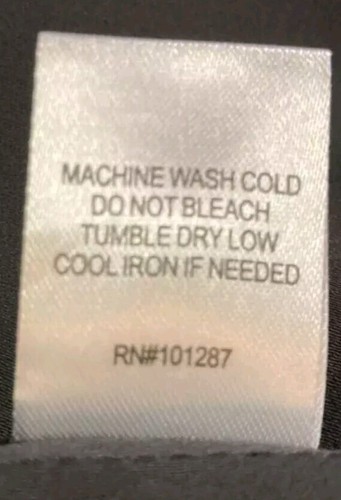 MACHINE WASH COLD
DO NOT BLEACH
TUMBLE DRY LOW
COOL IRON IF NEEDED
RN#101287